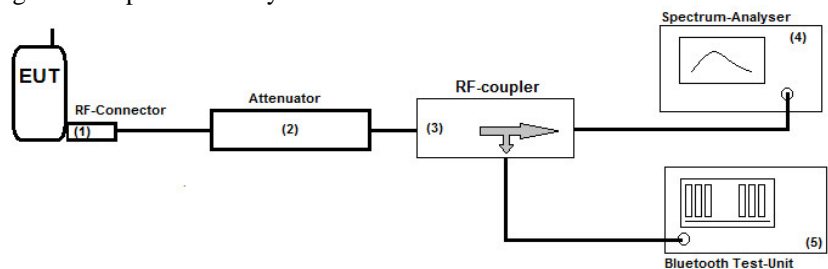 Spectrum-Analyser
(4)
EUT
RF-Connector
(1)
Attenuator
(2)
RF-coupler
(3)
(5)
Bluetooth Test-Unit